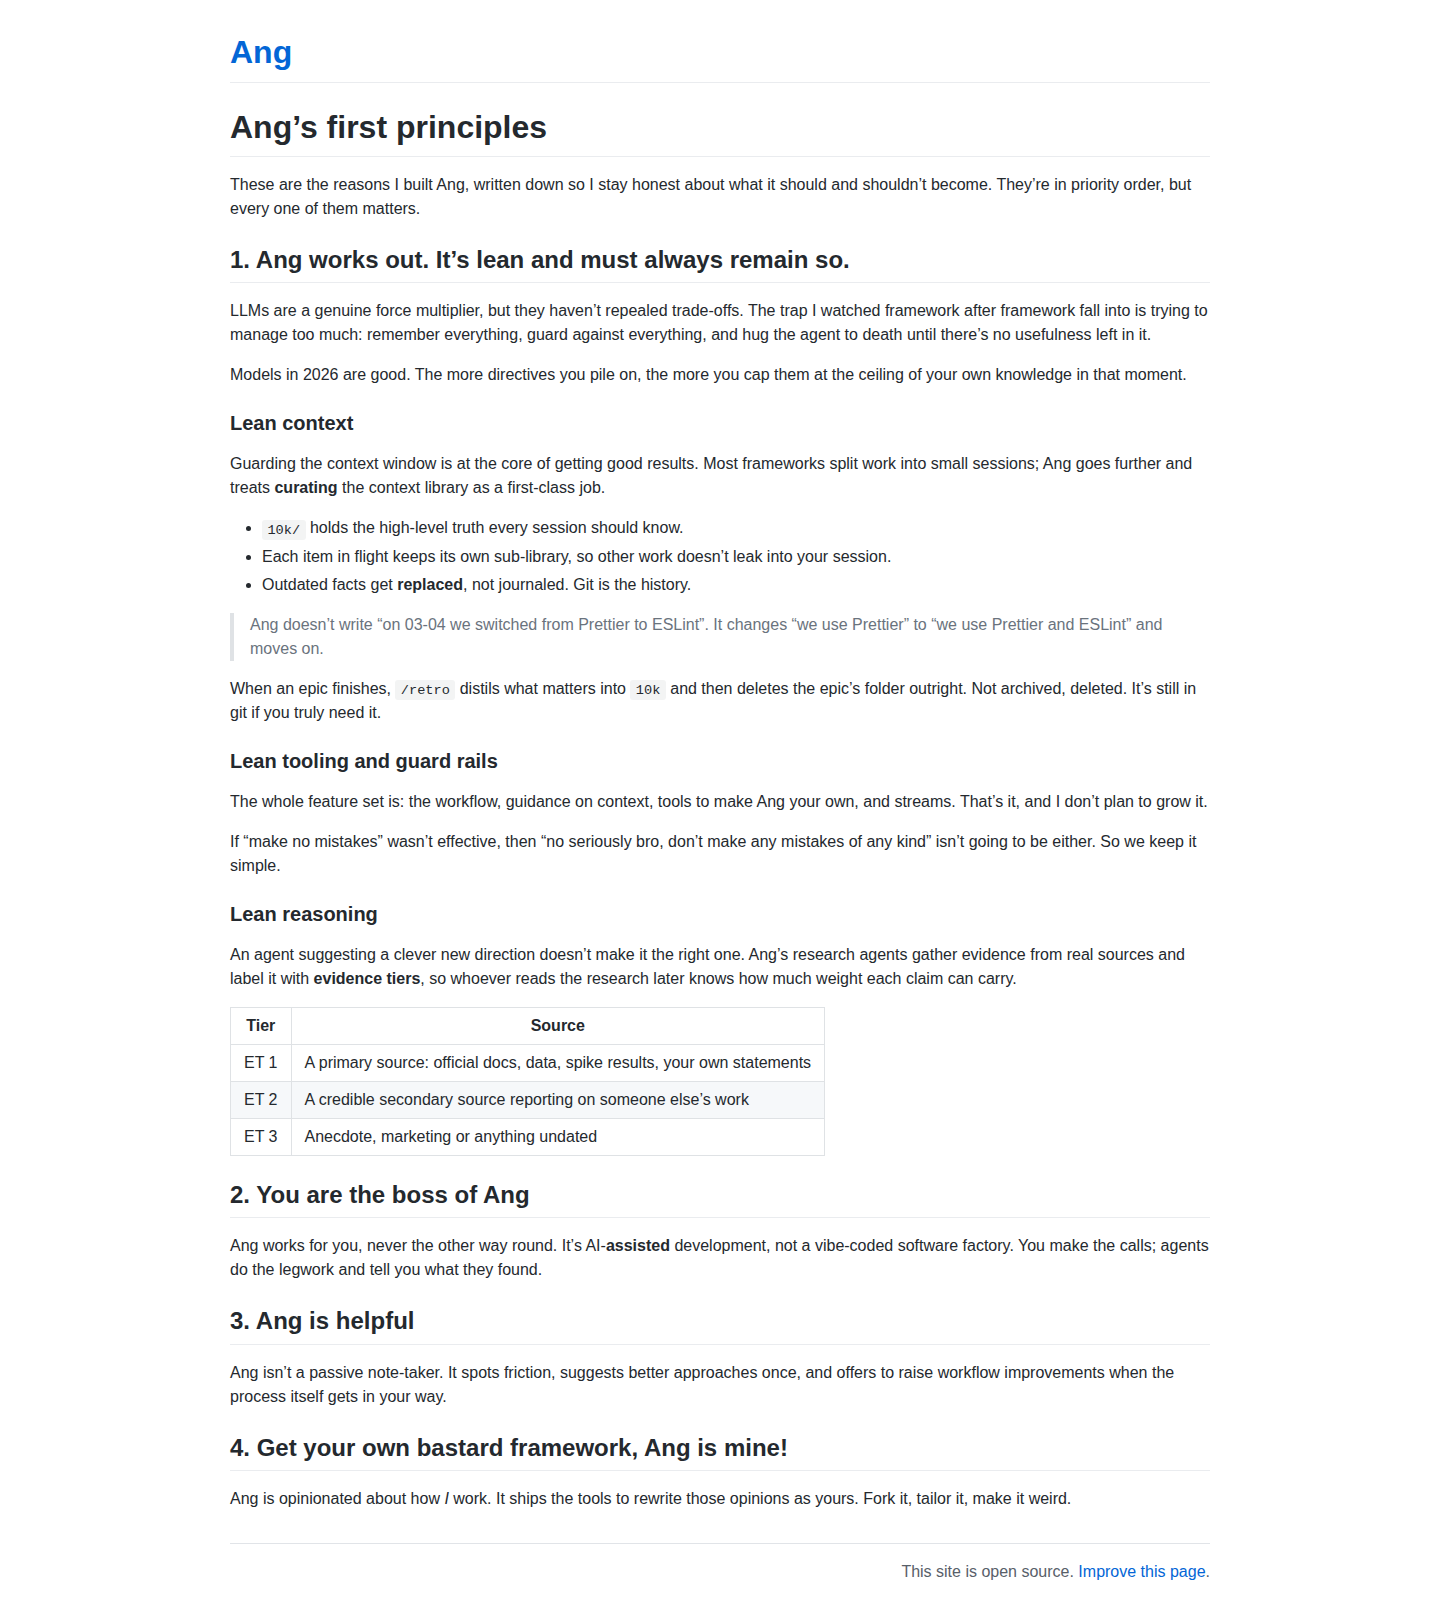 Ang
Ang’s first principles
These are the reasons I built Ang, written down so I stay honest about what it should and shouldn’t become. They’re in priority order, but
every one of them matters.
1. Ang works out. It’s lean and must always remain so.
LLMs are a genuine force multiplier, but they haven’t repealed trade-offs. The trap I watched framework after framework fall into is trying to
manage too much: remember everything, guard against everything, and hug the agent to death until there’s no usefulness left in it.
Models in 2026 are good. The more directives you pile on, the more you cap them at the ceiling of your own knowledge in that moment.
Lean context
Guarding the context window is at the core of getting good results. Most frameworks split work into small sessions; Ang goes further and
treats curating the context library as a first-class job.
• 10k/ holds the high-level truth every session should know.
• Each item in flight keeps its own sub-library, so other work doesn’t leak into your session.
• Outdated facts get replaced, not journaled. Git is the history.
Ang doesn’t write “on 03-04 we switched from Prettier to ESLint”. It changes “we use Prettier” to “we use Prettier and ESLint” and
moves on.
When an epic finishes, /retro distils what matters into 10k and then deletes the epic’s folder outright. Not archived, deleted. It’s still in
git if you truly need it.
Lean tooling and guard rails
The whole feature set is: the workflow, guidance on context, tools to make Ang your own, and streams. That’s it, and I don’t plan to grow it.
If “make no mistakes” wasn’t effective, then “no seriously bro, don’t make any mistakes of any kind” isn’t going to be either. So we keep it
simple.
Lean reasoning
An agent suggesting a clever new direction doesn’t make it the right one. Ang’s research agents gather evidence from real sources and
label it with evidence tiers, so whoever reads the research later knows how much weight each claim can carry.
Tier Source
ET 1 A primary source: official docs, data, spike results, your own statements
ET 2 A credible secondary source reporting on someone else’s work
ET 3 Anecdote, marketing or anything undated
2. You are the boss of Ang
Ang works for you, never the other way round. It’s AI-assisted development, not a vibe-coded software factory. You make the calls; agents
do the legwork and tell you what they found.
3. Ang is helpful
Ang isn’t a passive note-taker. It spots friction, suggests better approaches once, and offers to raise workflow improvements when the
process itself gets in your way.
4. Get your own bastard framework, Ang is mine!
Ang is opinionated about how I work. It ships the tools to rewrite those opinions as yours. Fork it, tailor it, make it weird.
This site is open source. Improve this page.